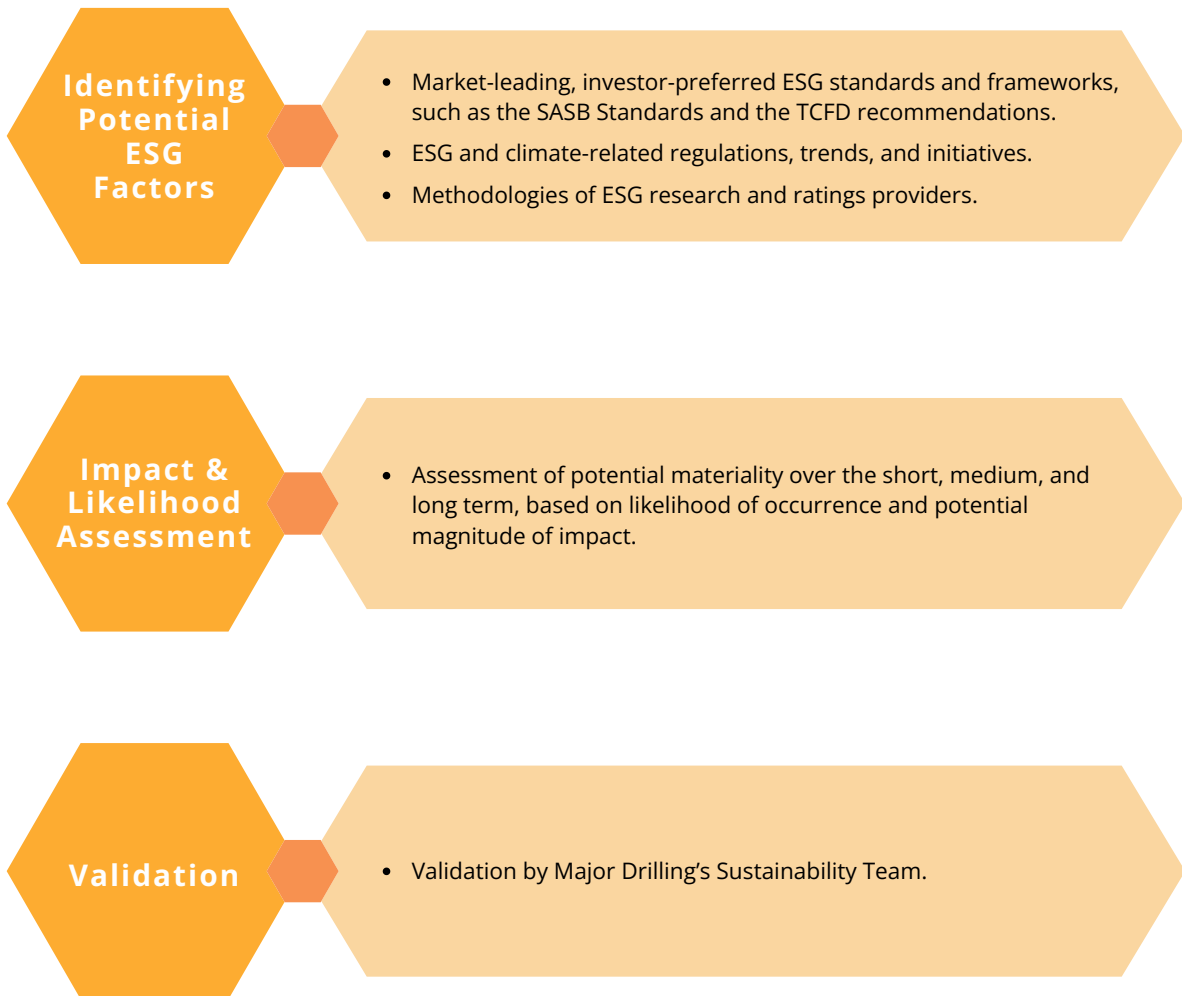 Identifying
Potential
ESG
Factors
• Market-leading, investor-preferred ESG standards and frameworks,
such as the SASB Standards and the TCFD recommendations.
• ESG and climate-related regulations, trends, and initiatives.
• Methodologies of ESG research and ratings providers.
Impact &
Likelihood
Assessment
• Assessment of potential materiality over the short, medium, and
long term, based on likelihood of occurrence and potential
magnitude of impact.
Validation
• Validation by Major Drilling’s Sustainability Team.